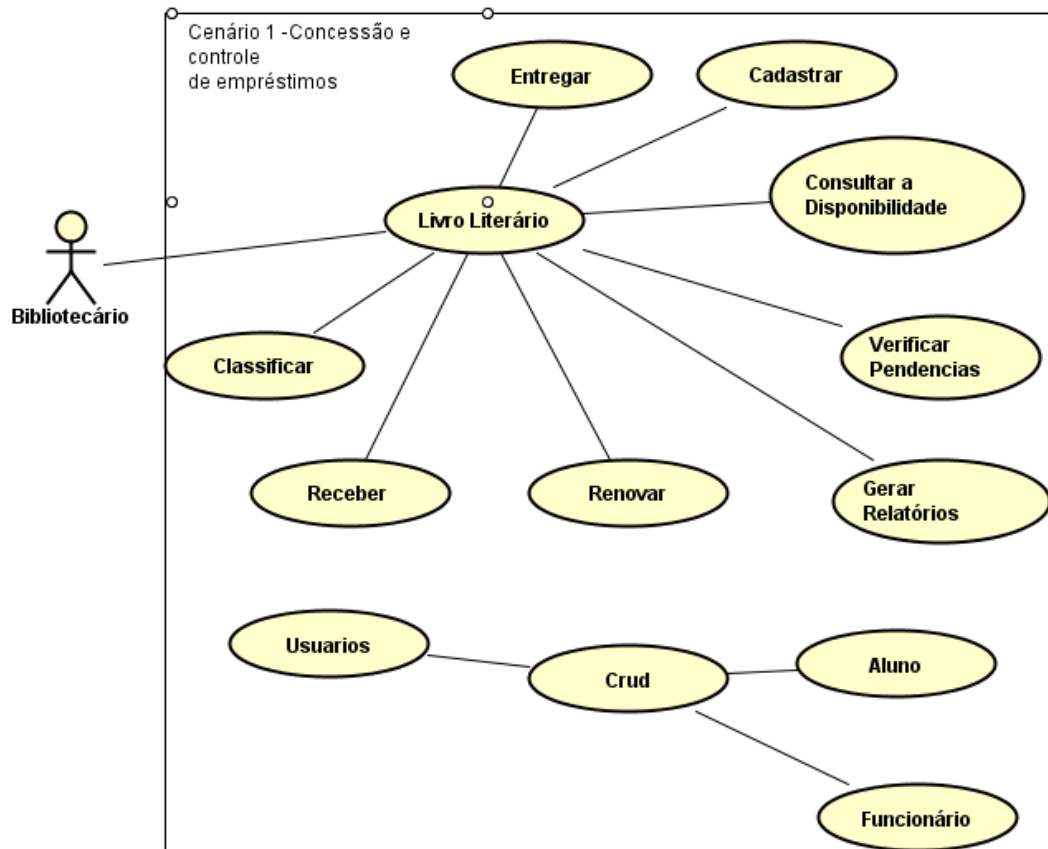 Cenário 1 -Concessão e
controle
de empréstimos
Entregar
Cadastrar
Consultar a
Disponibilidade
Livro Literário
Bibliotecário
Classificar
Verificar
Pendencias
Receber
Renovar
Gerar
Relatórios
Usuarios
Crud
Aluno
Funcionário